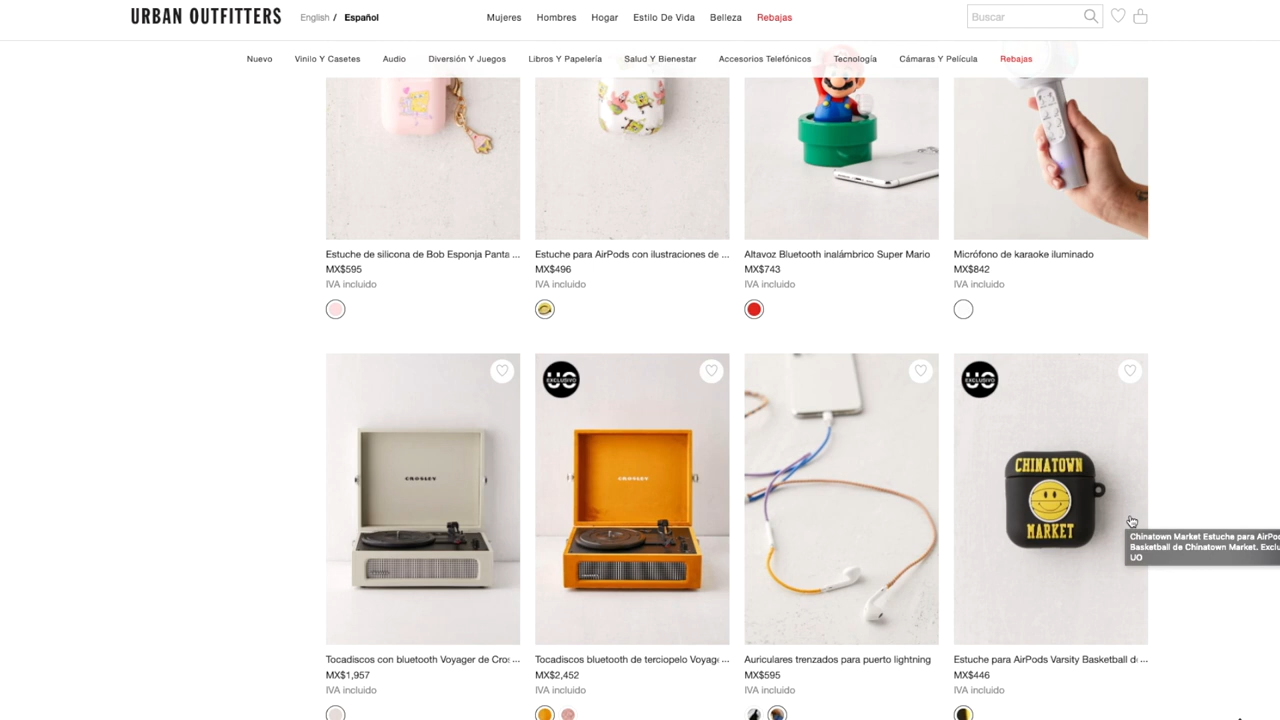 URBAN OUTFITTERS English / Español Mujeres Hombres Hogar Estilo De Vida Belleza Rebajas Buscar
Nuevo Vinilo Y Casetes Audio Diversión Y Juegos Libros Y Papelería Salud Y Bienestar Accesorios Telefónicos Tecnología Cámaras Y Película Rebajas
Estuche de silicona de Bob Esponja Panta ...
MX$595
IVA incluido
Estuche para AirPods con ilustraciones de ...
MX$496
IVA incluido
Altavoz Bluetooth inalámbrico Super Mario
MX$743
IVA incluido
Micrófono de karaoke iluminado
MX$842
IVA incluido
CROSLEY
Tocadiscos con bluetooth Voyager de Cros ...
MX$1,957
IVA incluido
UO
EXCLUSIVO
CROSLEY
Tocadiscos bluetooth de terciopelo Voyag ...
MX$2,452
IVA incluido
Auriculares trenzados para puerto lightning
MX$595
IVA incluido
UO
EXCLUSIVO
CHINATOWN
MARKET
Chinatown Market Estuche para AirPod
Basketball de Chinatown Market. Exclu
UO
Estuche para AirPods Varsity Basketball d ...
MX$446
IVA incluido